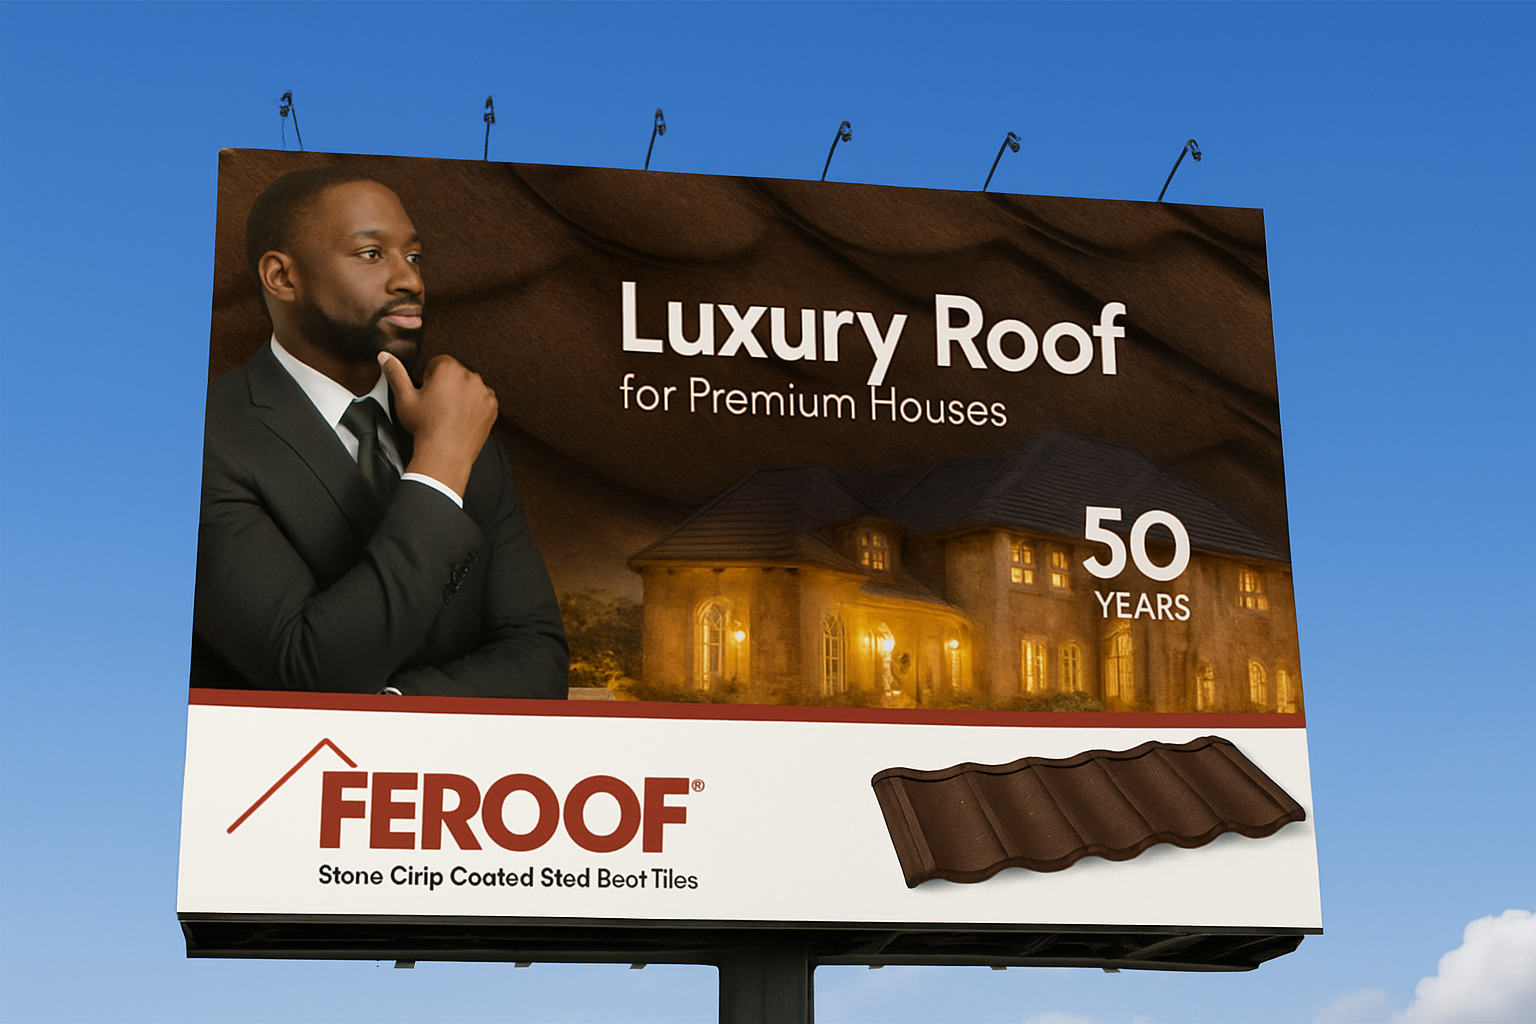 Luxury Roof
for Premium Houses
50
YEARS
FEROOF®
Stone Cirip Coated Sted Beot Tiles